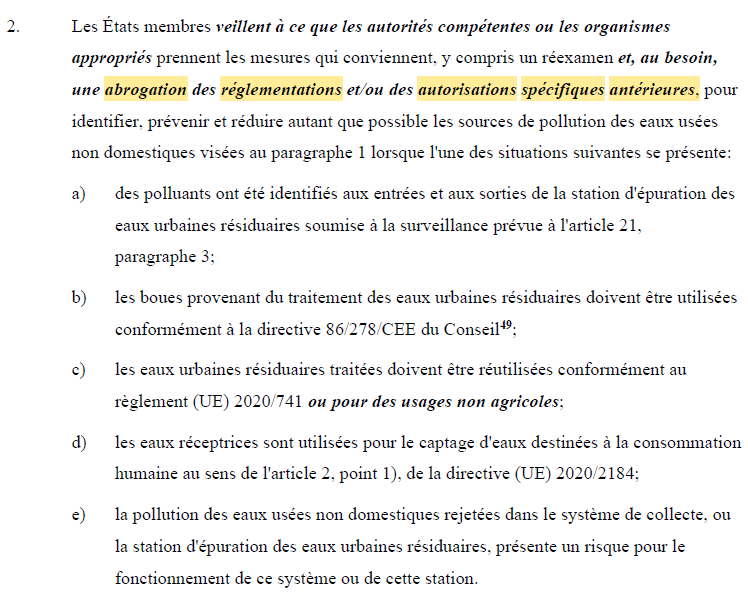 2. Les États membres veillent à ce que les autorités compétentes ou les organismes
appropriés prennent les mesures qui conviennent, y compris un réexamen et, au besoin,
une abrogation des réglementations et/ou des autorisations spécifiques antérieures, pour
identifier, prévenir et réduire autant que possible les sources de pollution des eaux usées
non domestiques visées au paragraphe 1 lorsque l'une des situations suivantes se présente:
a) des polluants ont été identifiés aux entrées et aux sorties de la station d'épuration des
eaux urbaines résiduaires soumise à la surveillance prévue à l'article 21,
paragraphe 3;
b) les boues provenant du traitement des eaux urbaines résiduaires doivent être utilisées
conformément à la directive 86/278/CEE du Conseil49;
c) les eaux urbaines résiduaires traitées doivent être réutilisées conformément au
règlement (UE) 2020/741 ou pour des usages non agricoles;
d) les eaux réceptrices sont utilisées pour le captage d'eaux destinées à la consommation
humaine au sens de l'article 2, point 1), de la directive (UE) 2020/2184;
e) la pollution des eaux usées non domestiques rejetées dans le système de collecte, ou
la station d'épuration des eaux urbaines résiduaires, présente un risque pour le
fonctionnement de ce système ou de cette station.